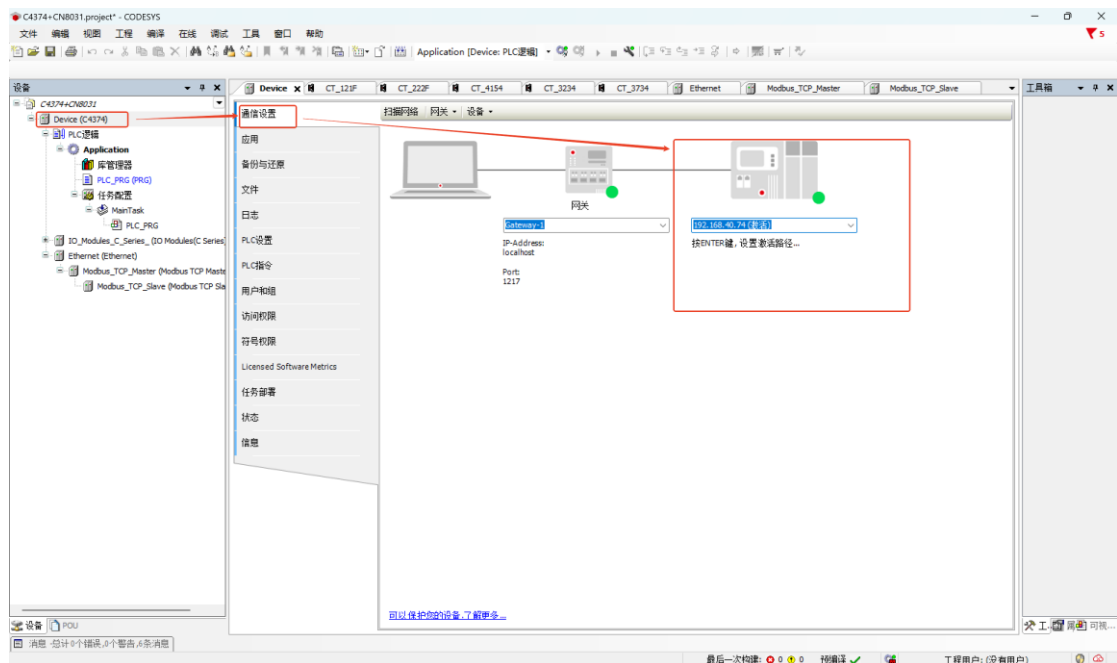 C4374+CN8031.project* - CODESYS
文件 编辑 视图 工程 编译 在线 调试 工具 窗口 帮助
5
Application [Device: PLC逻辑]
设备
C4374+CN8031
Device (C4374)
PLC逻辑
Application
库管理器
PLC_PRG (PRG)
任务配置
MainTask
PLC_PRG
IO_Modules_C_Series_ (IO Modules(C Series)
Ethernet (Ethernet)
Modbus_TCP_Master (Modbus TCP Maste
Modbus_TCP_Slave (Modbus TCP Sla
设备 POU
Device CT_121F CT_222F CT_4154 CT_3234 CT_3734 Ethernet Modbus_TCP_Master Modbus_TCP_Slave
通信设置
应用
备份与还原
文件
日志
PLC设置
PLC指令
用户和组
访问权限
符号权限
Licensed Software Metrics
任务部署
状态
信息
扫描网络 网关 设备
网关
Gateway-1
IP-Address:
localhost
Port:
1217
192.168.40.74 (激活)
按ENTER键, 设置激活路径...
可以保护您的设备.了解更多...
工具箱
工... 属... 可视...
消息 -总计0个错误,0个警告,6条消息
最后一次构建: 0 0 预编译 工程用户: (没有用户)